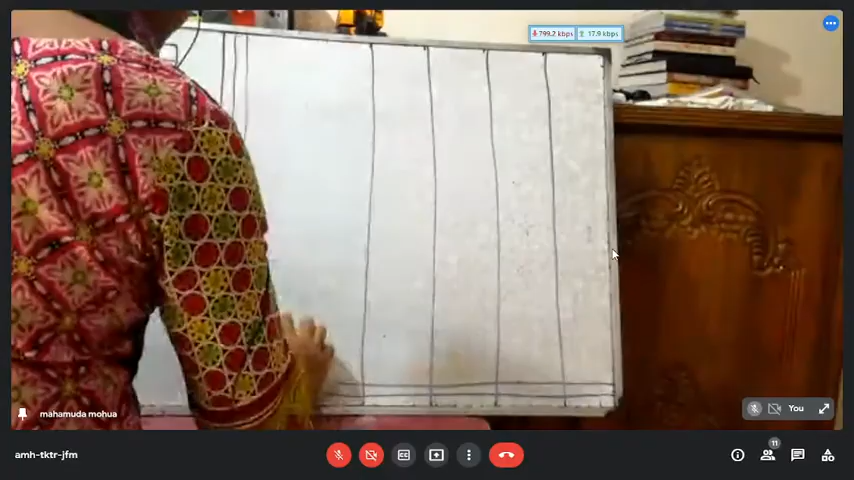 799.2 kbps 17.9 kbps
mahamuda mohua
You
11
amh-tktr-jfm